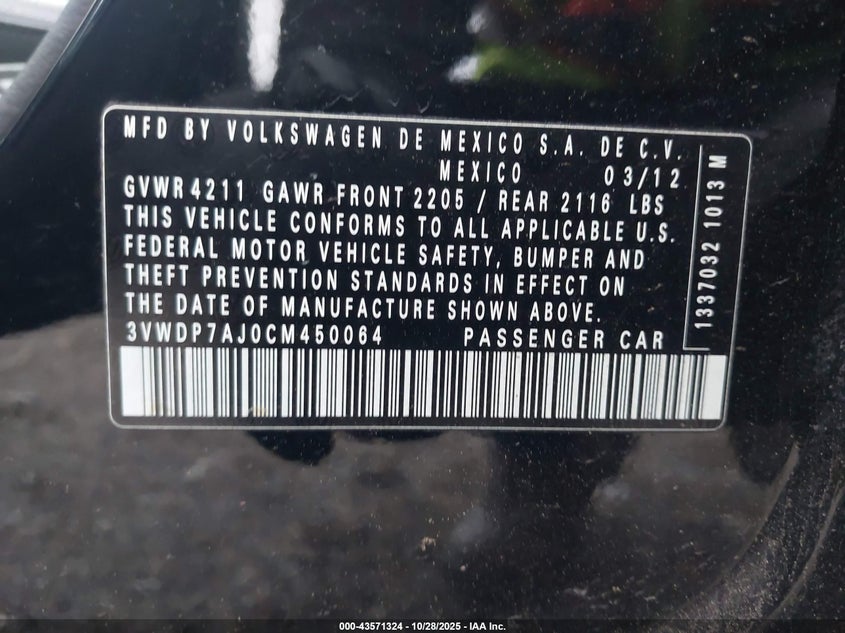 MFD BY VOLKSWAGEN DE MEXICO S.A. DE C.V.
MEXICO 03/12
GVWR 4211 GAWR FRONT 2205 / REAR 2116 LBS
THIS VEHICLE CONFORMS TO ALL APPLICABLE U.S.
FEDERAL MOTOR VEHICLE SAFETY, BUMPER AND
THEFT PREVENTION STANDARDS IN EFFECT ON
THE DATE OF MANUFACTURE SHOWN ABOVE.
3VWDP7AJ0CM450064 PASSENGER CAR
1337032 1013 M
000-43571324 | 10/28/2025 - IAA Inc.